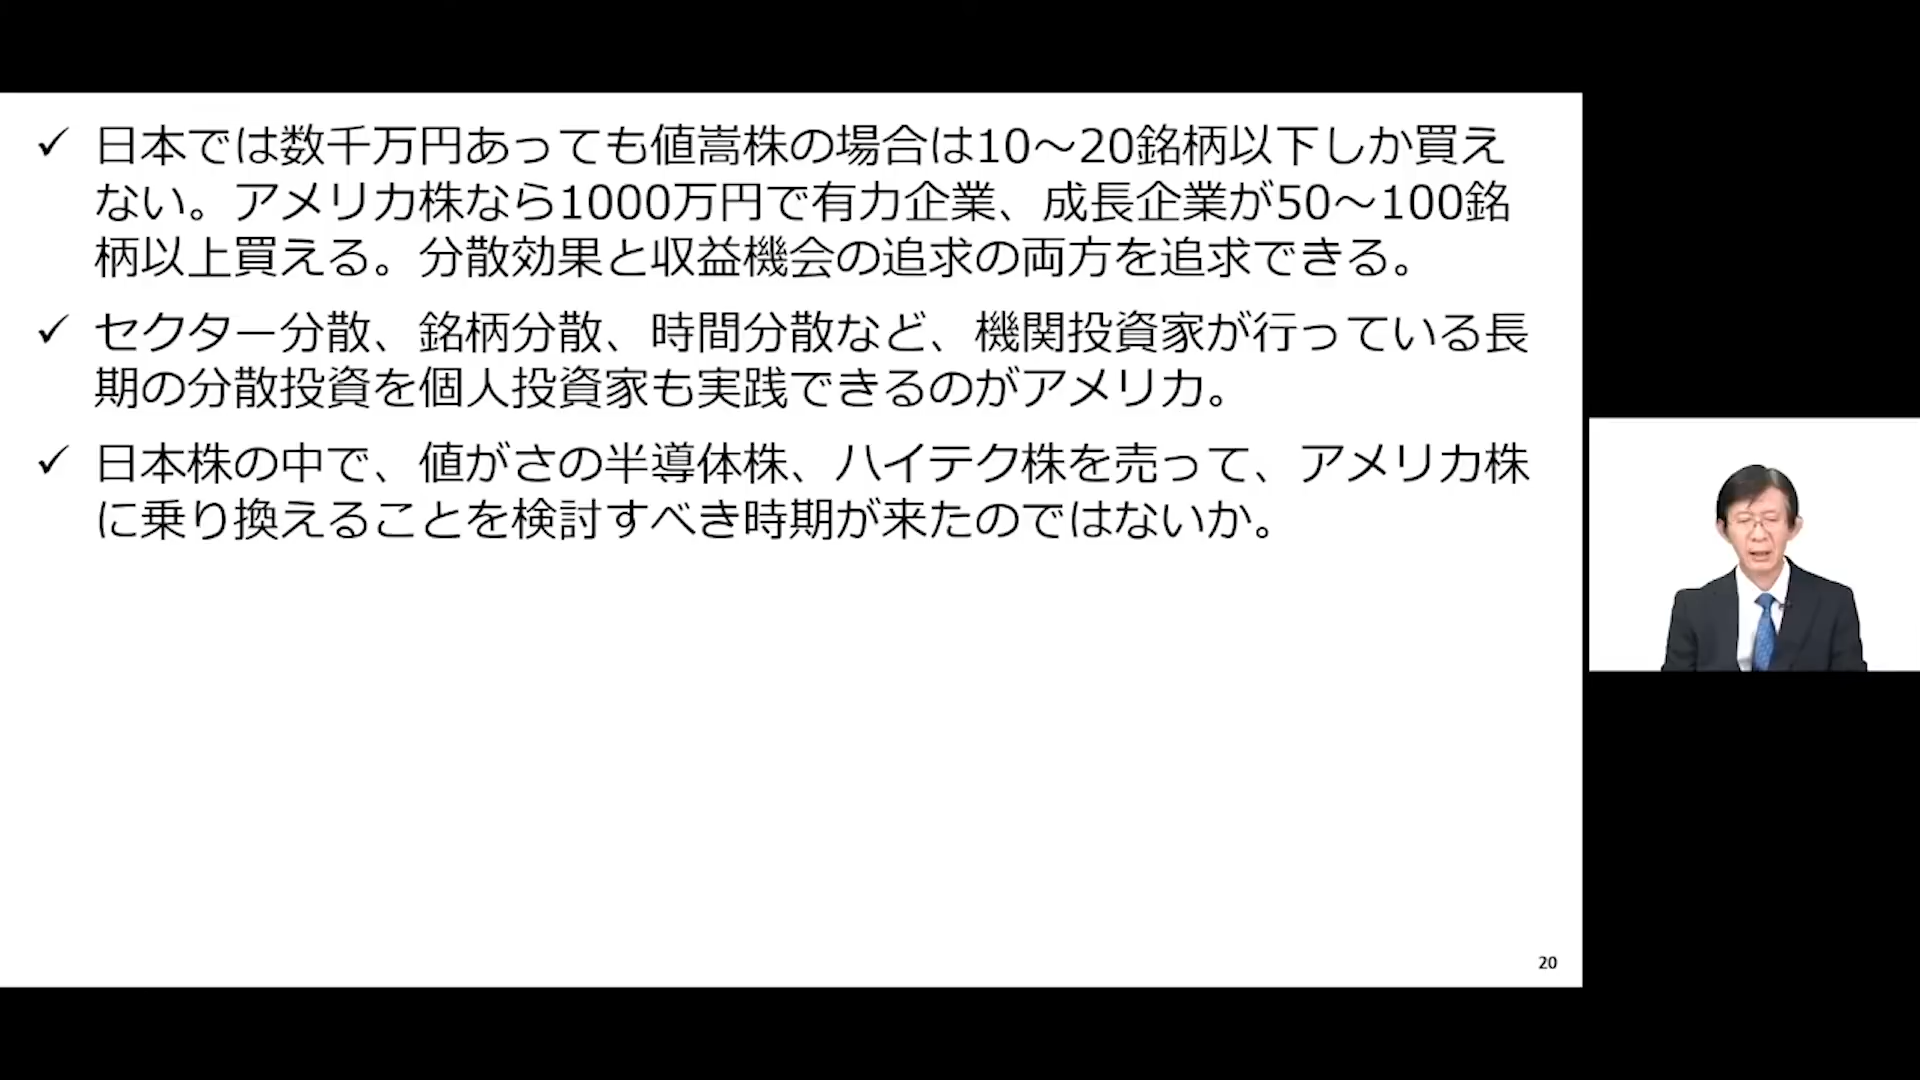 ✓ 日本では数千万円あっても値嵩株の場合は10～20銘柄以下しか買え
ない。アメリカ株なら1000万円で有力企業、成長企業が50～100銘
柄以上買える。分散効果と収益機会の追求の両方を追求できる。
✓ セクター分散、銘柄分散、時間分散など、機関投資家が行っている長
期の分散投資を個人投資家も実践できるのがアメリカ。
✓ 日本株の中で、値がさの半導体株、ハイテク株を売って、アメリカ株
に乗り換えることを検討すべき時期が来たのではないか。
20